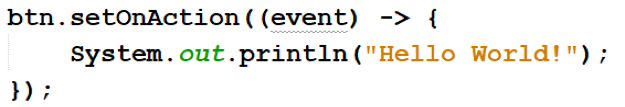 btn.setOnAction((event) -> {
    System.out.println("Hello World!");
});